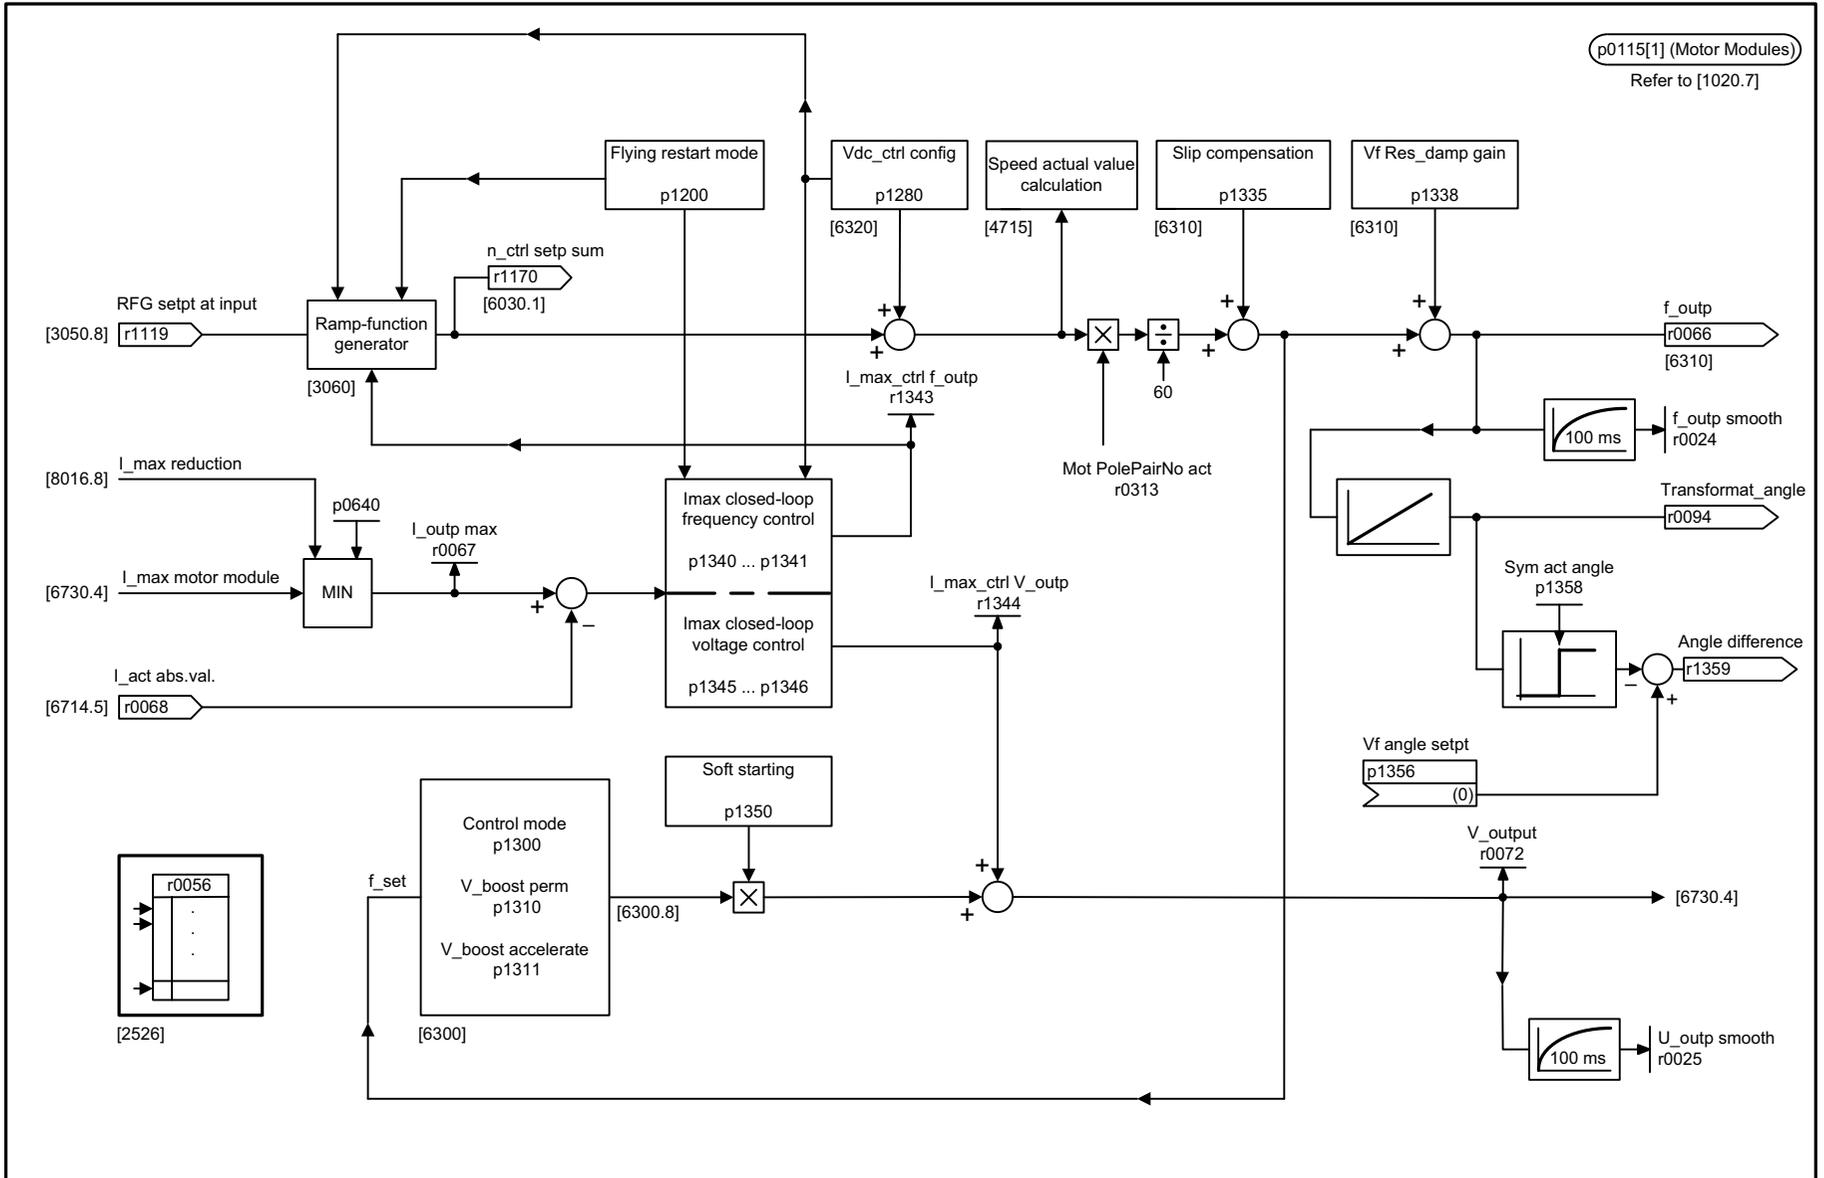 p0115[1] (Motor Modules)
Refer to [1020.7]
Flying restart mode
p1200
Vdc_ctrl config
p1280
[6320]
Speed actual value
calculation
[4715]
Slip compensation
p1335
[6310]
Vf Res_damp gain
p1338
[6310]
n_ctrl setp sum
r1170
[6030.1]
RFG setpt at input
[3050.8]
r1119
Ramp-function
generator
[3060]
+
+
+
+
+
+
×
÷
60
f_outp
r0066
[6310]
I_max_ctrl f_outp
r1343
100 ms
f_outp smooth
r0024
Mot PolePairNo act
r0313
I_max reduction
[8016.8]
p0640
I_outp max
r0067
I_max motor module
[6730.4]
MIN
+
–
Imax closed-loop
frequency control
p1340 ... p1341
Imax closed-loop
voltage control
p1345 ... p1346
I_max_ctrl V_outp
r1344
Transformat_angle
r0094
Sym act angle
p1358
Angle difference
r1359
–
+
I_act abs.val.
[6714.5]
r0068
Vf angle setpt
p1356
(0)
Soft starting
p1350
Control mode
p1300
V_boost perm
p1310
V_boost accelerate
p1311
[6300]
f_set
[6300.8]
×
+
+
V_output
r0072
[6730.4]
r0056
.
.
.
[2526]
100 ms
U_outp smooth
r0025